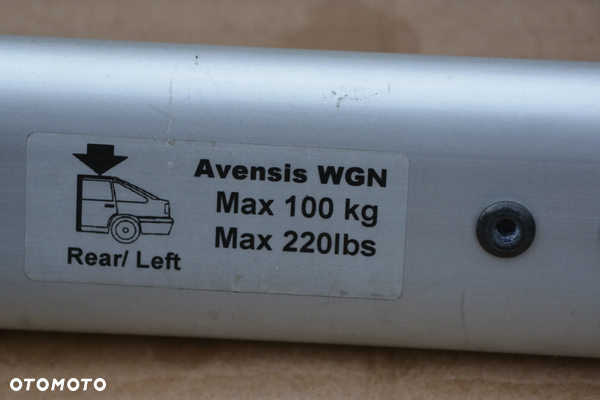 Avensis WGN
Max 100 kg
Max 220lbs
Rear/ Left
OTOMOTO